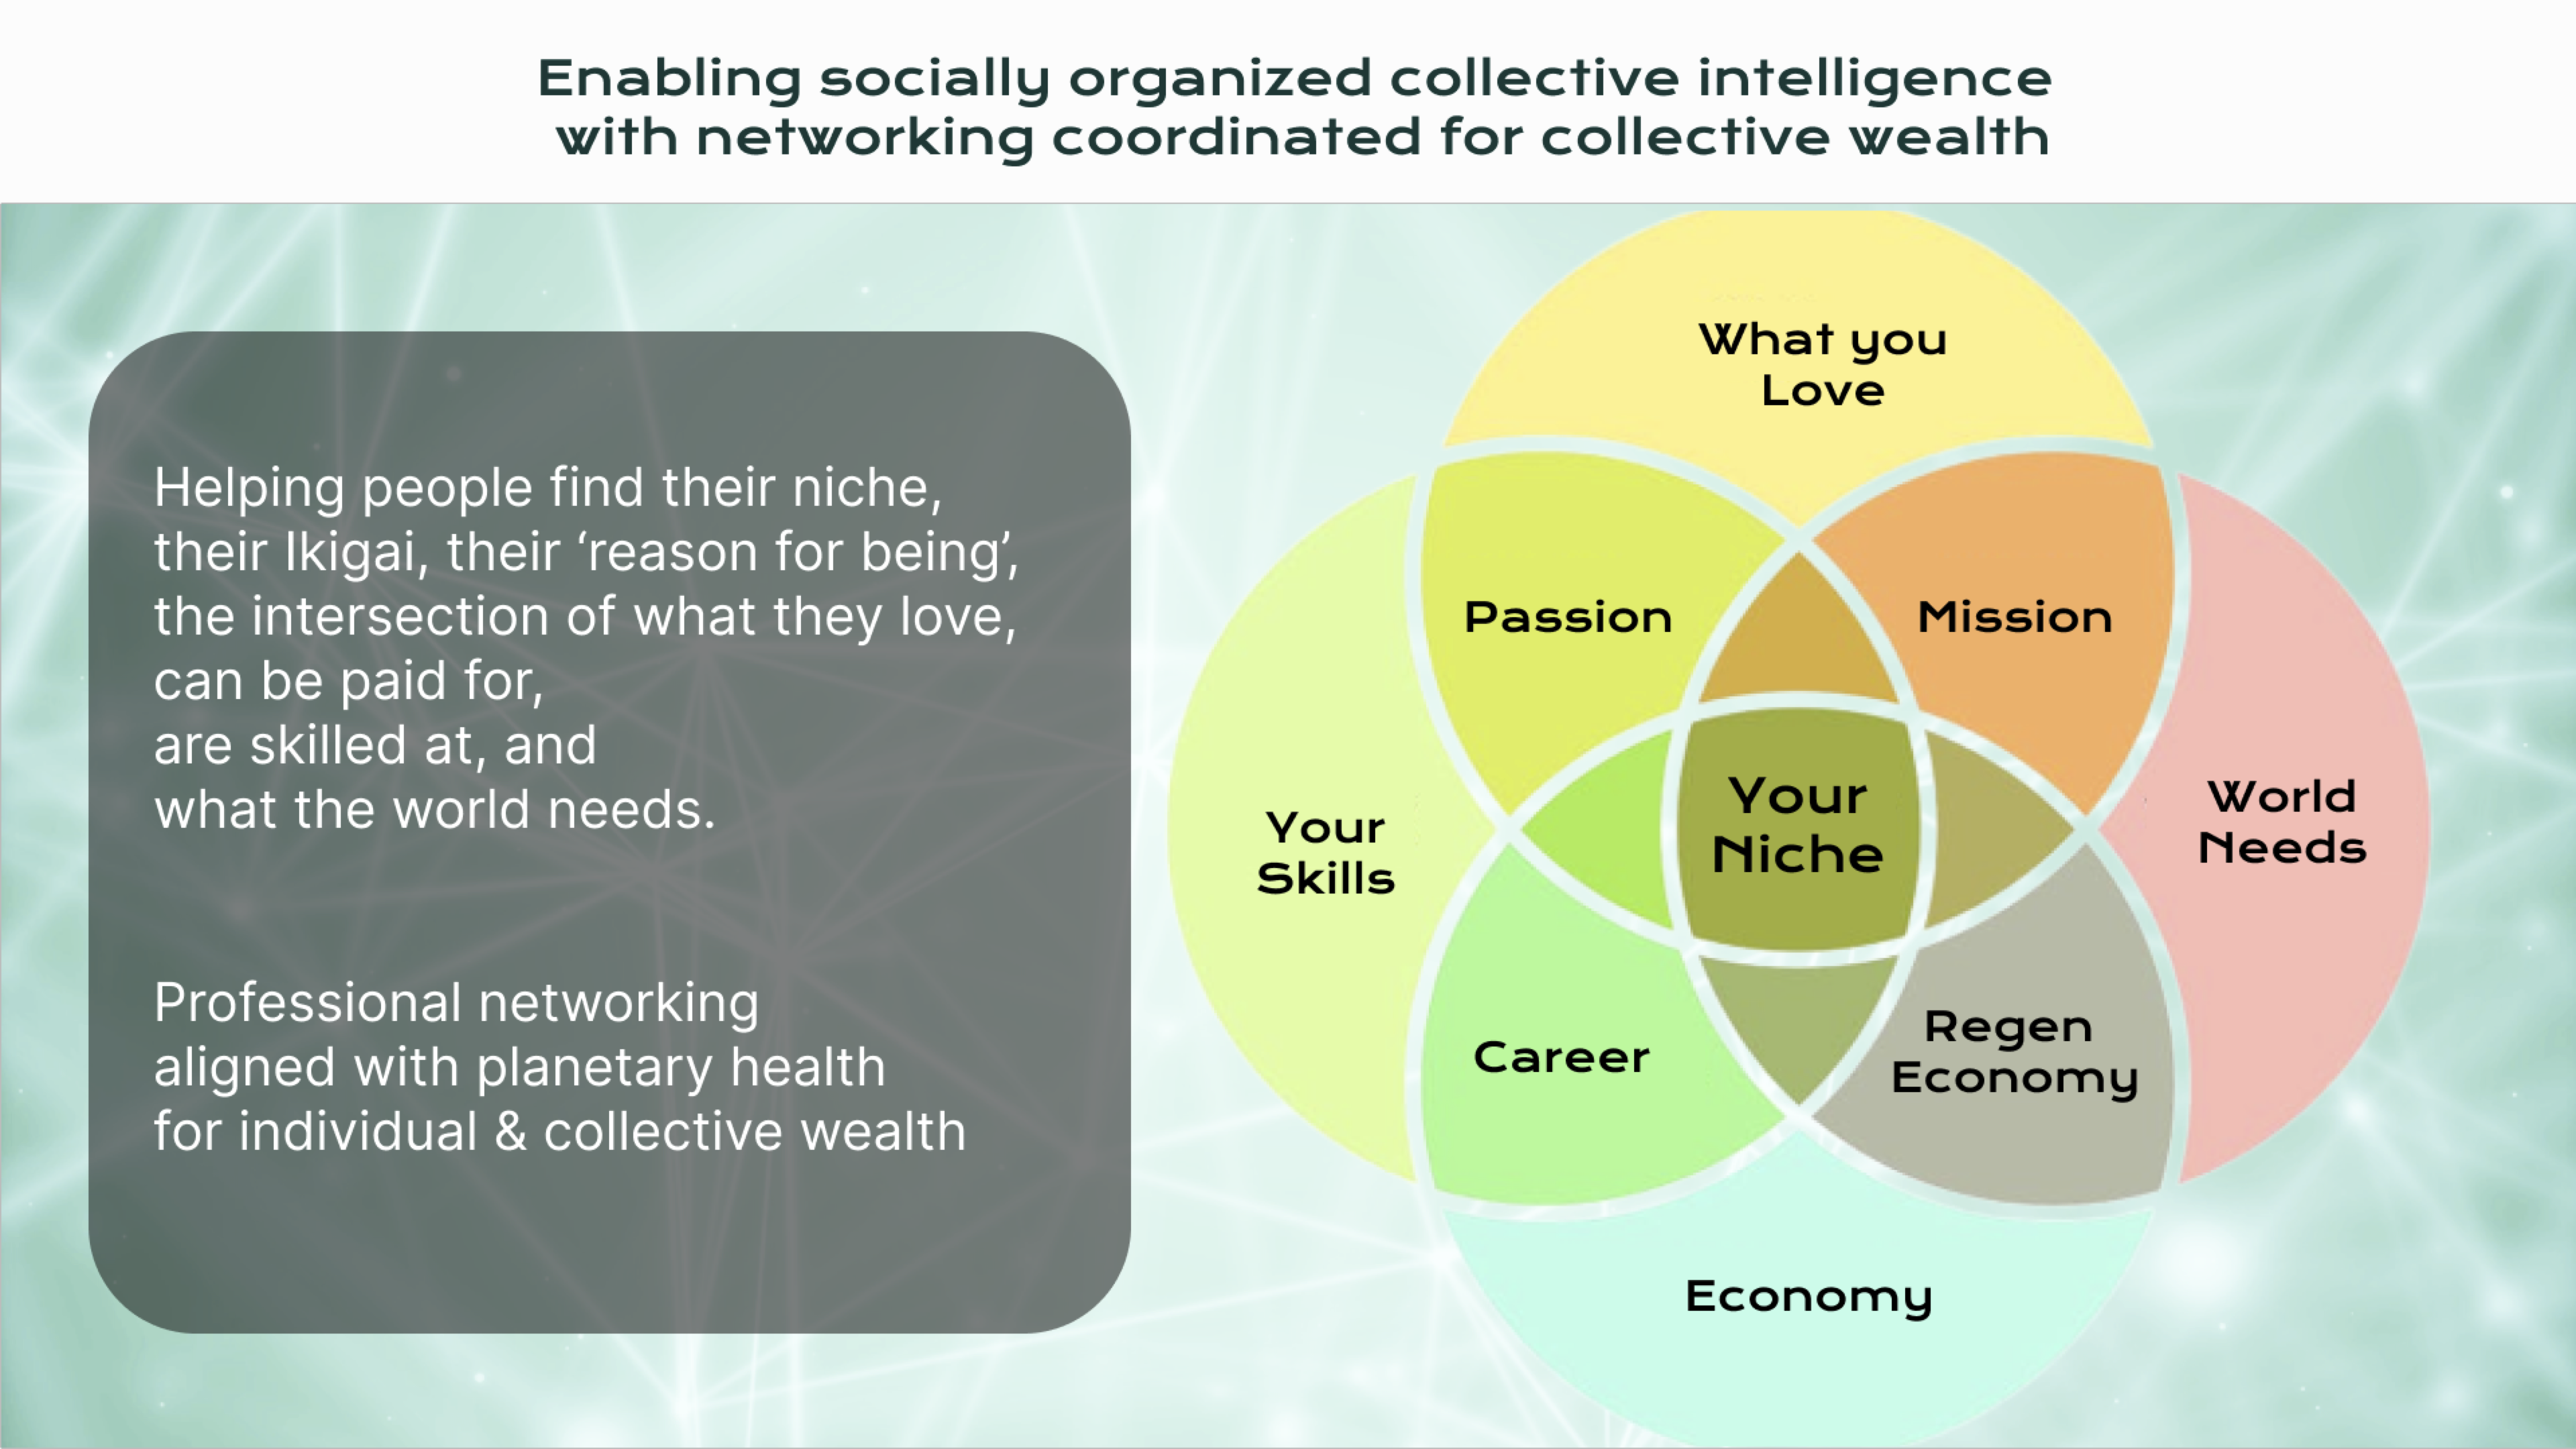 Enabling socially organized collective intelligence
with networking coordinated for collective wealth
Helping people find their niche,
their Ikigai, their ‘reason for being’,
the intersection of what they love,
can be paid for,
are skilled at, and
what the world needs.
Professional networking
aligned with planetary health
for individual & collective wealth
What you
Love
Passion
Mission
Your
Skills
Your
Niche
World
Needs
Career
Regen
Economy
Economy